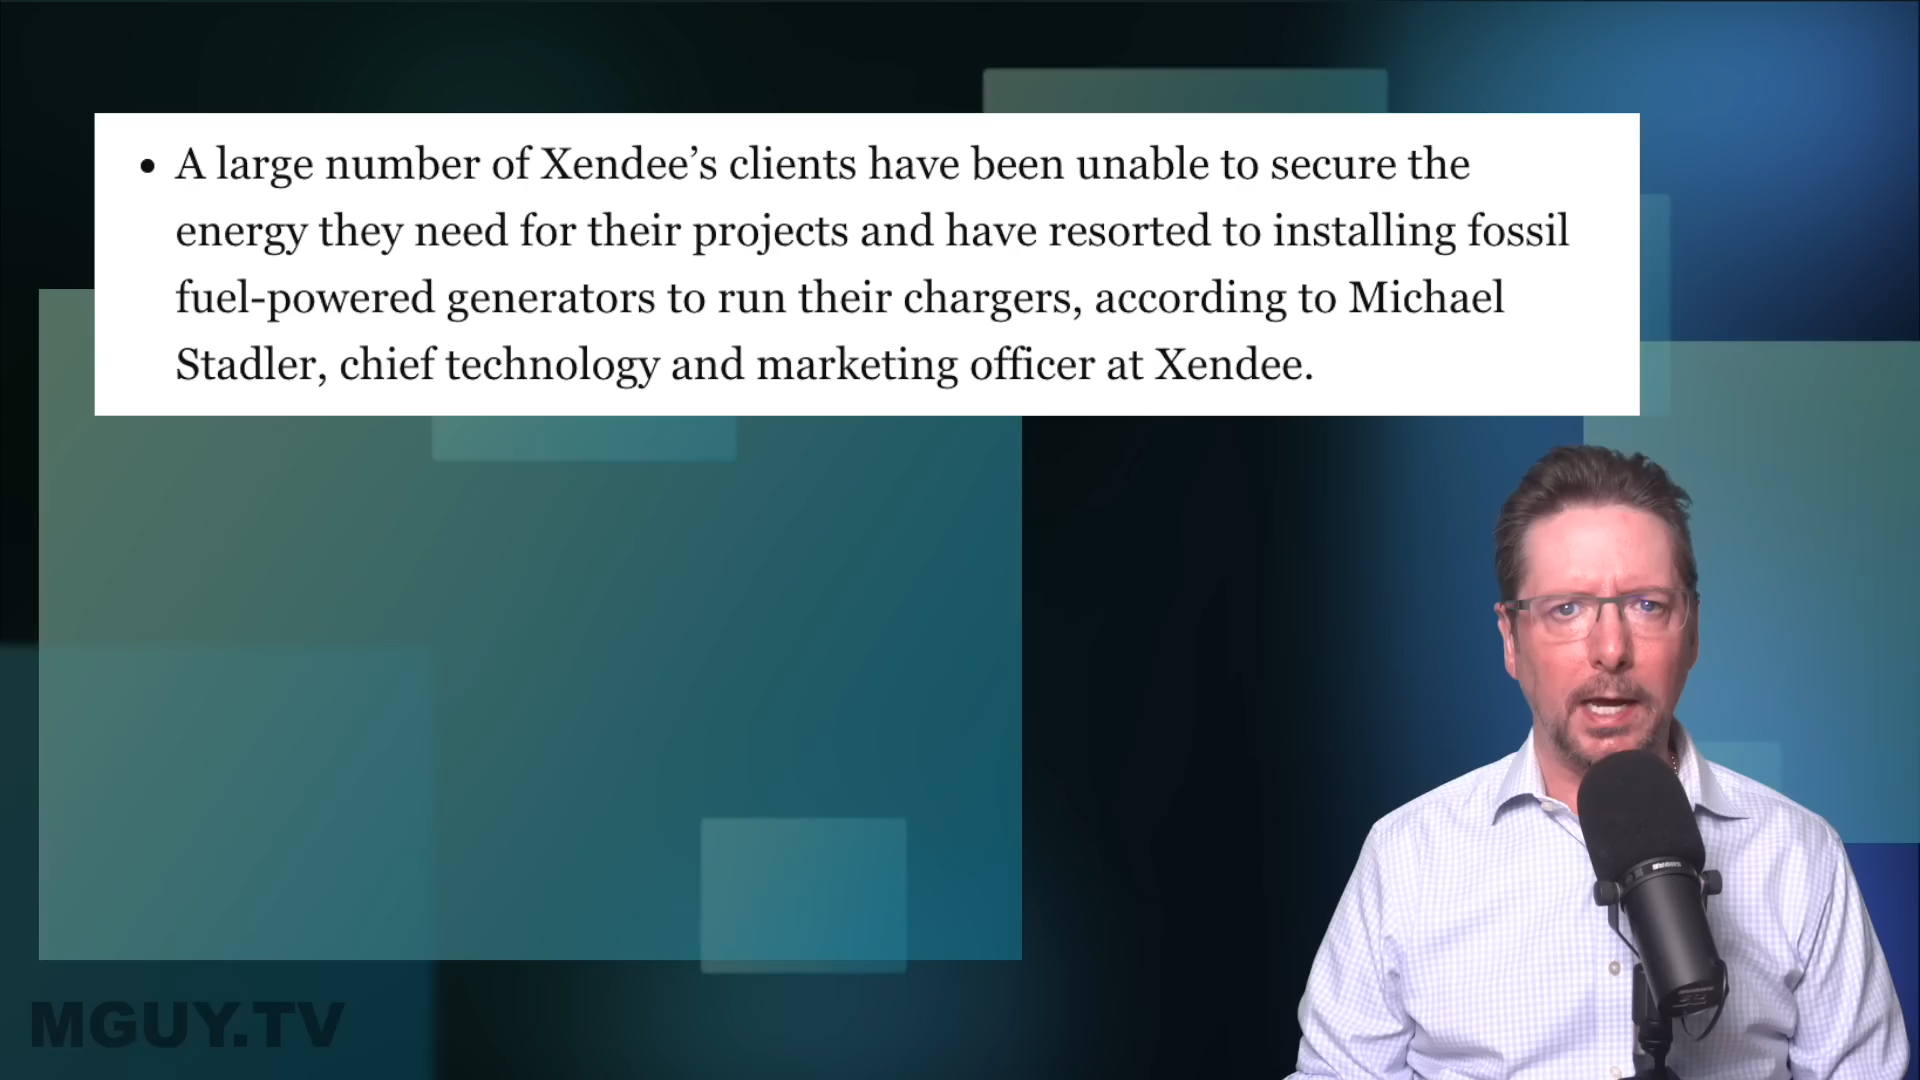 • A large number of Xendee’s clients have been unable to secure the
energy they need for their projects and have resorted to installing fossil
fuel-powered generators to run their chargers, according to Michael
Stadler, chief technology and marketing officer at Xendee.
MGUY.TV